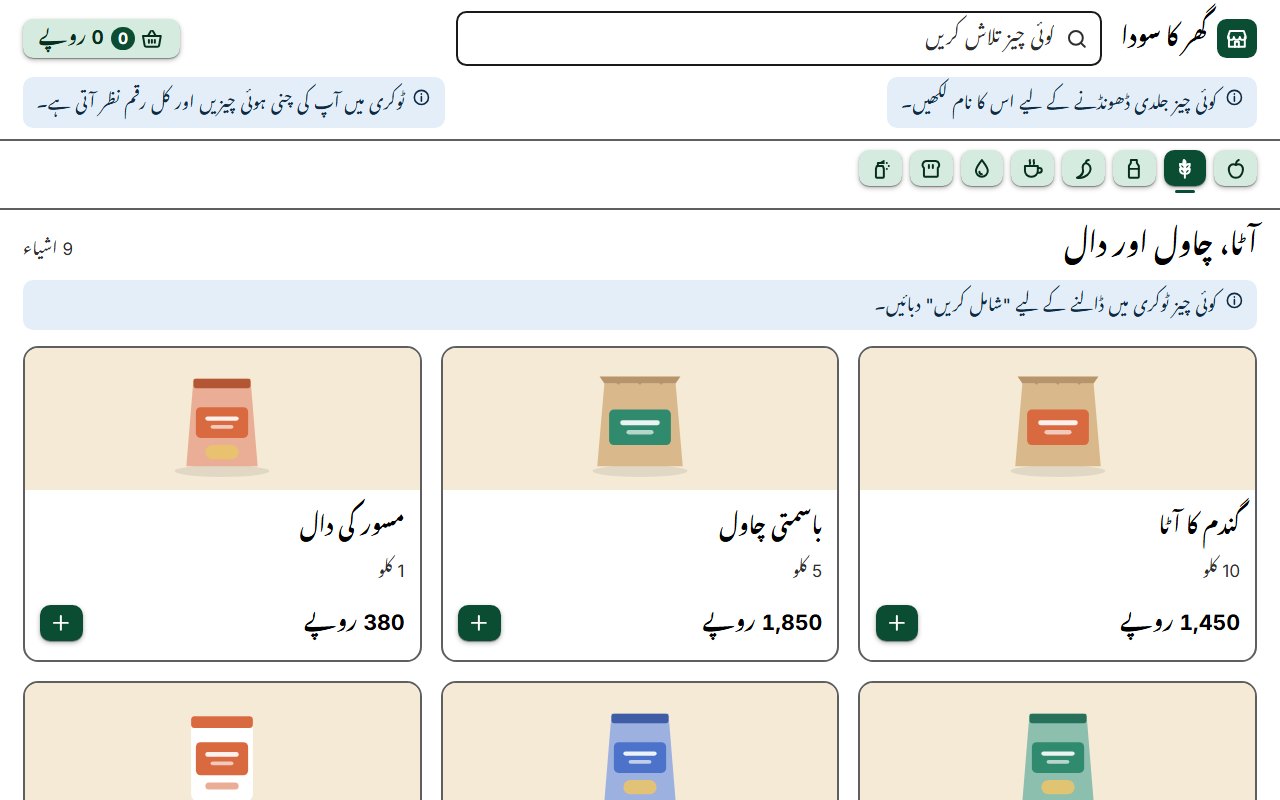 گھر کا سودا
کوئی چیز تلاش کریں
0 0 روپے
کوئی چیز جلدی ڈھونڈنے کے لیے اس کا نام لکھیں۔
ٹوکری میں آپ کی چنی ہوئی چیزیں اور کل رقم نظر آتی ہے۔
آٹا، چاول اور دال
9 اشیاء
کوئی چیز ٹوکری میں ڈالنے کے لیے "شامل کریں" دبائیں۔
گندم کا آٹا
10 کلو
1,450 روپے
باسمتی چاول
5 کلو
1,850 روپے
مسور کی دال
1 کلو
380 روپے